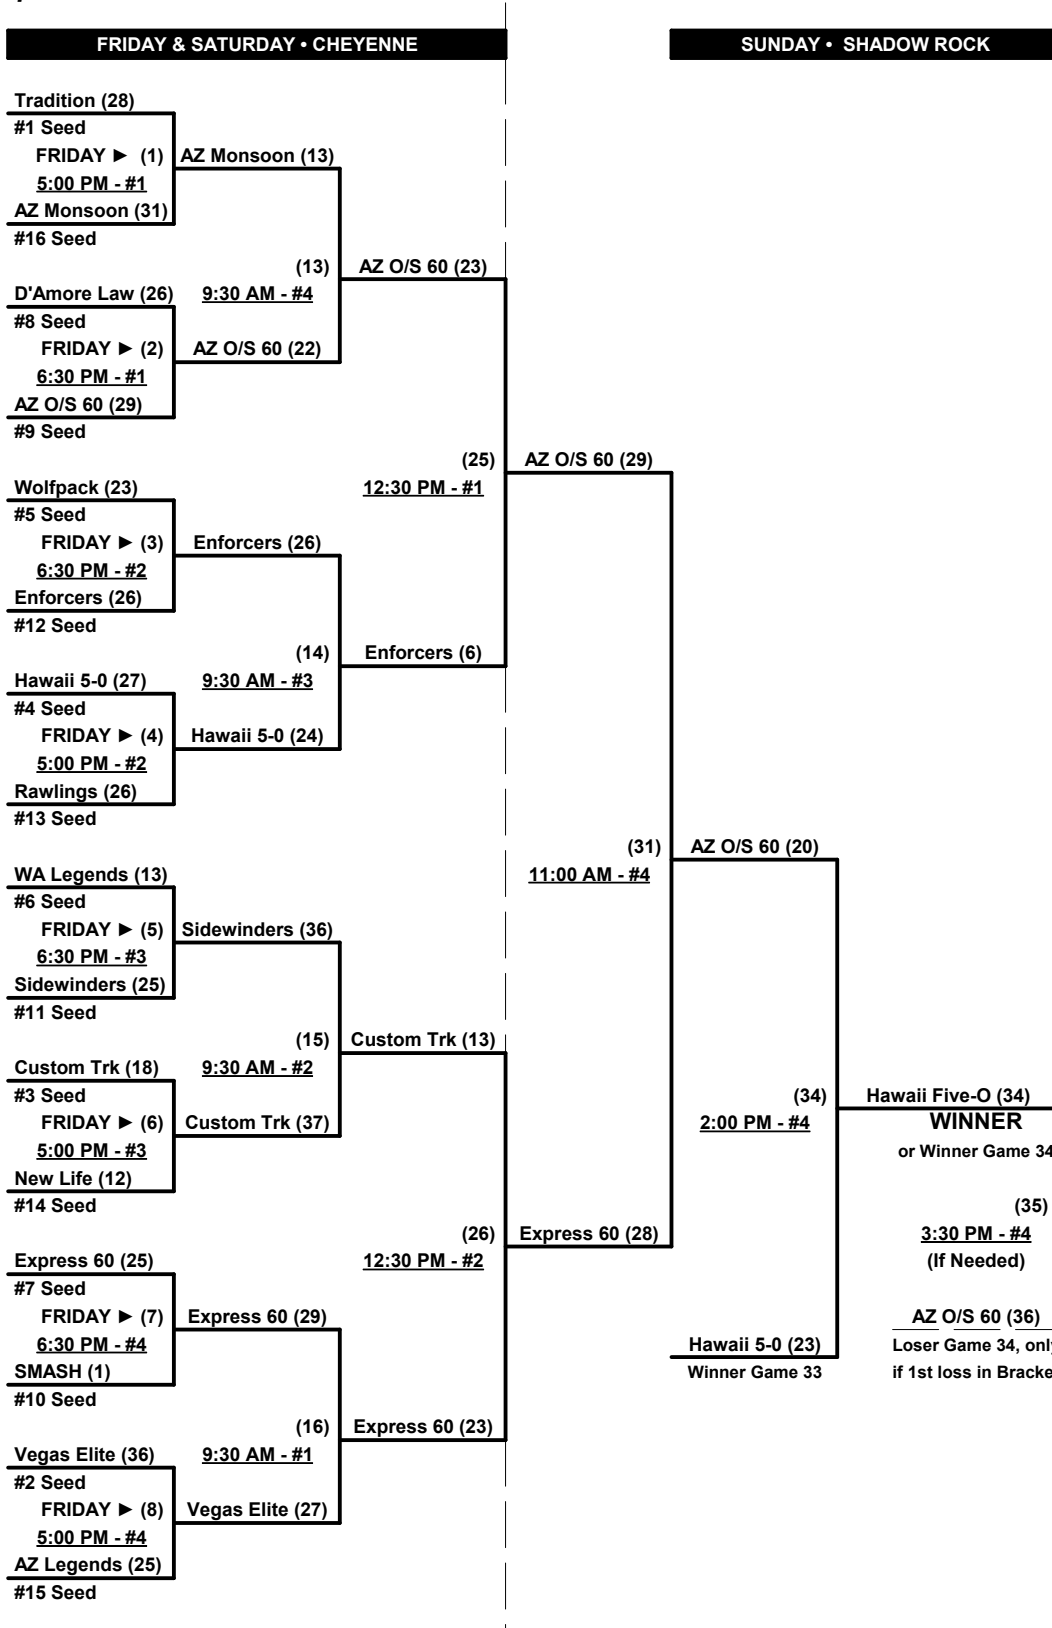 FRIDAY & SATURDAY • CHEYENNE
SUNDAY • SHADOW ROCK
Tradition (28)
#1 Seed
FRIDAY ► (1)
AZ Monsoon (13)
5:00 PM - #1
AZ Monsoon (31)
#16 Seed
(13)
AZ O/S 60 (23)
D'Amore Law (26)
9:30 AM - #4
#8 Seed
FRIDAY ► (2)
AZ O/S 60 (22)
6:30 PM - #1
AZ O/S 60 (29)
#9 Seed
(25)
AZ O/S 60 (29)
Wolfpack (23)
12:30 PM - #1
#5 Seed
FRIDAY ► (3)
Enforcers (26)
6:30 PM - #2
Enforcers (26)
#12 Seed
(14)
Enforcers (6)
Hawaii 5-0 (27)
9:30 AM - #3
#4 Seed
FRIDAY ► (4)
Hawaii 5-0 (24)
5:00 PM - #2
Rawlings (26)
#13 Seed
(31)
AZ O/S 60 (20)
WA Legends (13)
11:00 AM - #4
#6 Seed
FRIDAY ► (5)
Sidewinders (36)
6:30 PM - #3
Sidewinders (25)
#11 Seed
(15)
Custom Trk (13)
Custom Trk (18)
9:30 AM - #2
#3 Seed
(34)
Hawaii Five-O (34)
FRIDAY ► (6)
Custom Trk (37)
2:00 PM - #4
WINNER
5:00 PM - #3
or Winner Game 34
New Life (12)
#14 Seed
(35)
(26)
Express 60 (28)
3:30 PM - #4
Express 60 (25)
12:30 PM - #2
(If Needed)
#7 Seed
FRIDAY ► (7)
Express 60 (29)
AZ O/S 60 (36)
6:30 PM - #4
Hawaii 5-0 (23)
Loser Game 34, only
SMASH (1)
Winner Game 33
if 1st loss in Bracke
#10 Seed
(16)
Express 60 (23)
Vegas Elite (36)
9:30 AM - #1
#2 Seed
FRIDAY ► (8)
Vegas Elite (27)
5:00 PM - #4
AZ Legends (25)
#15 Seed